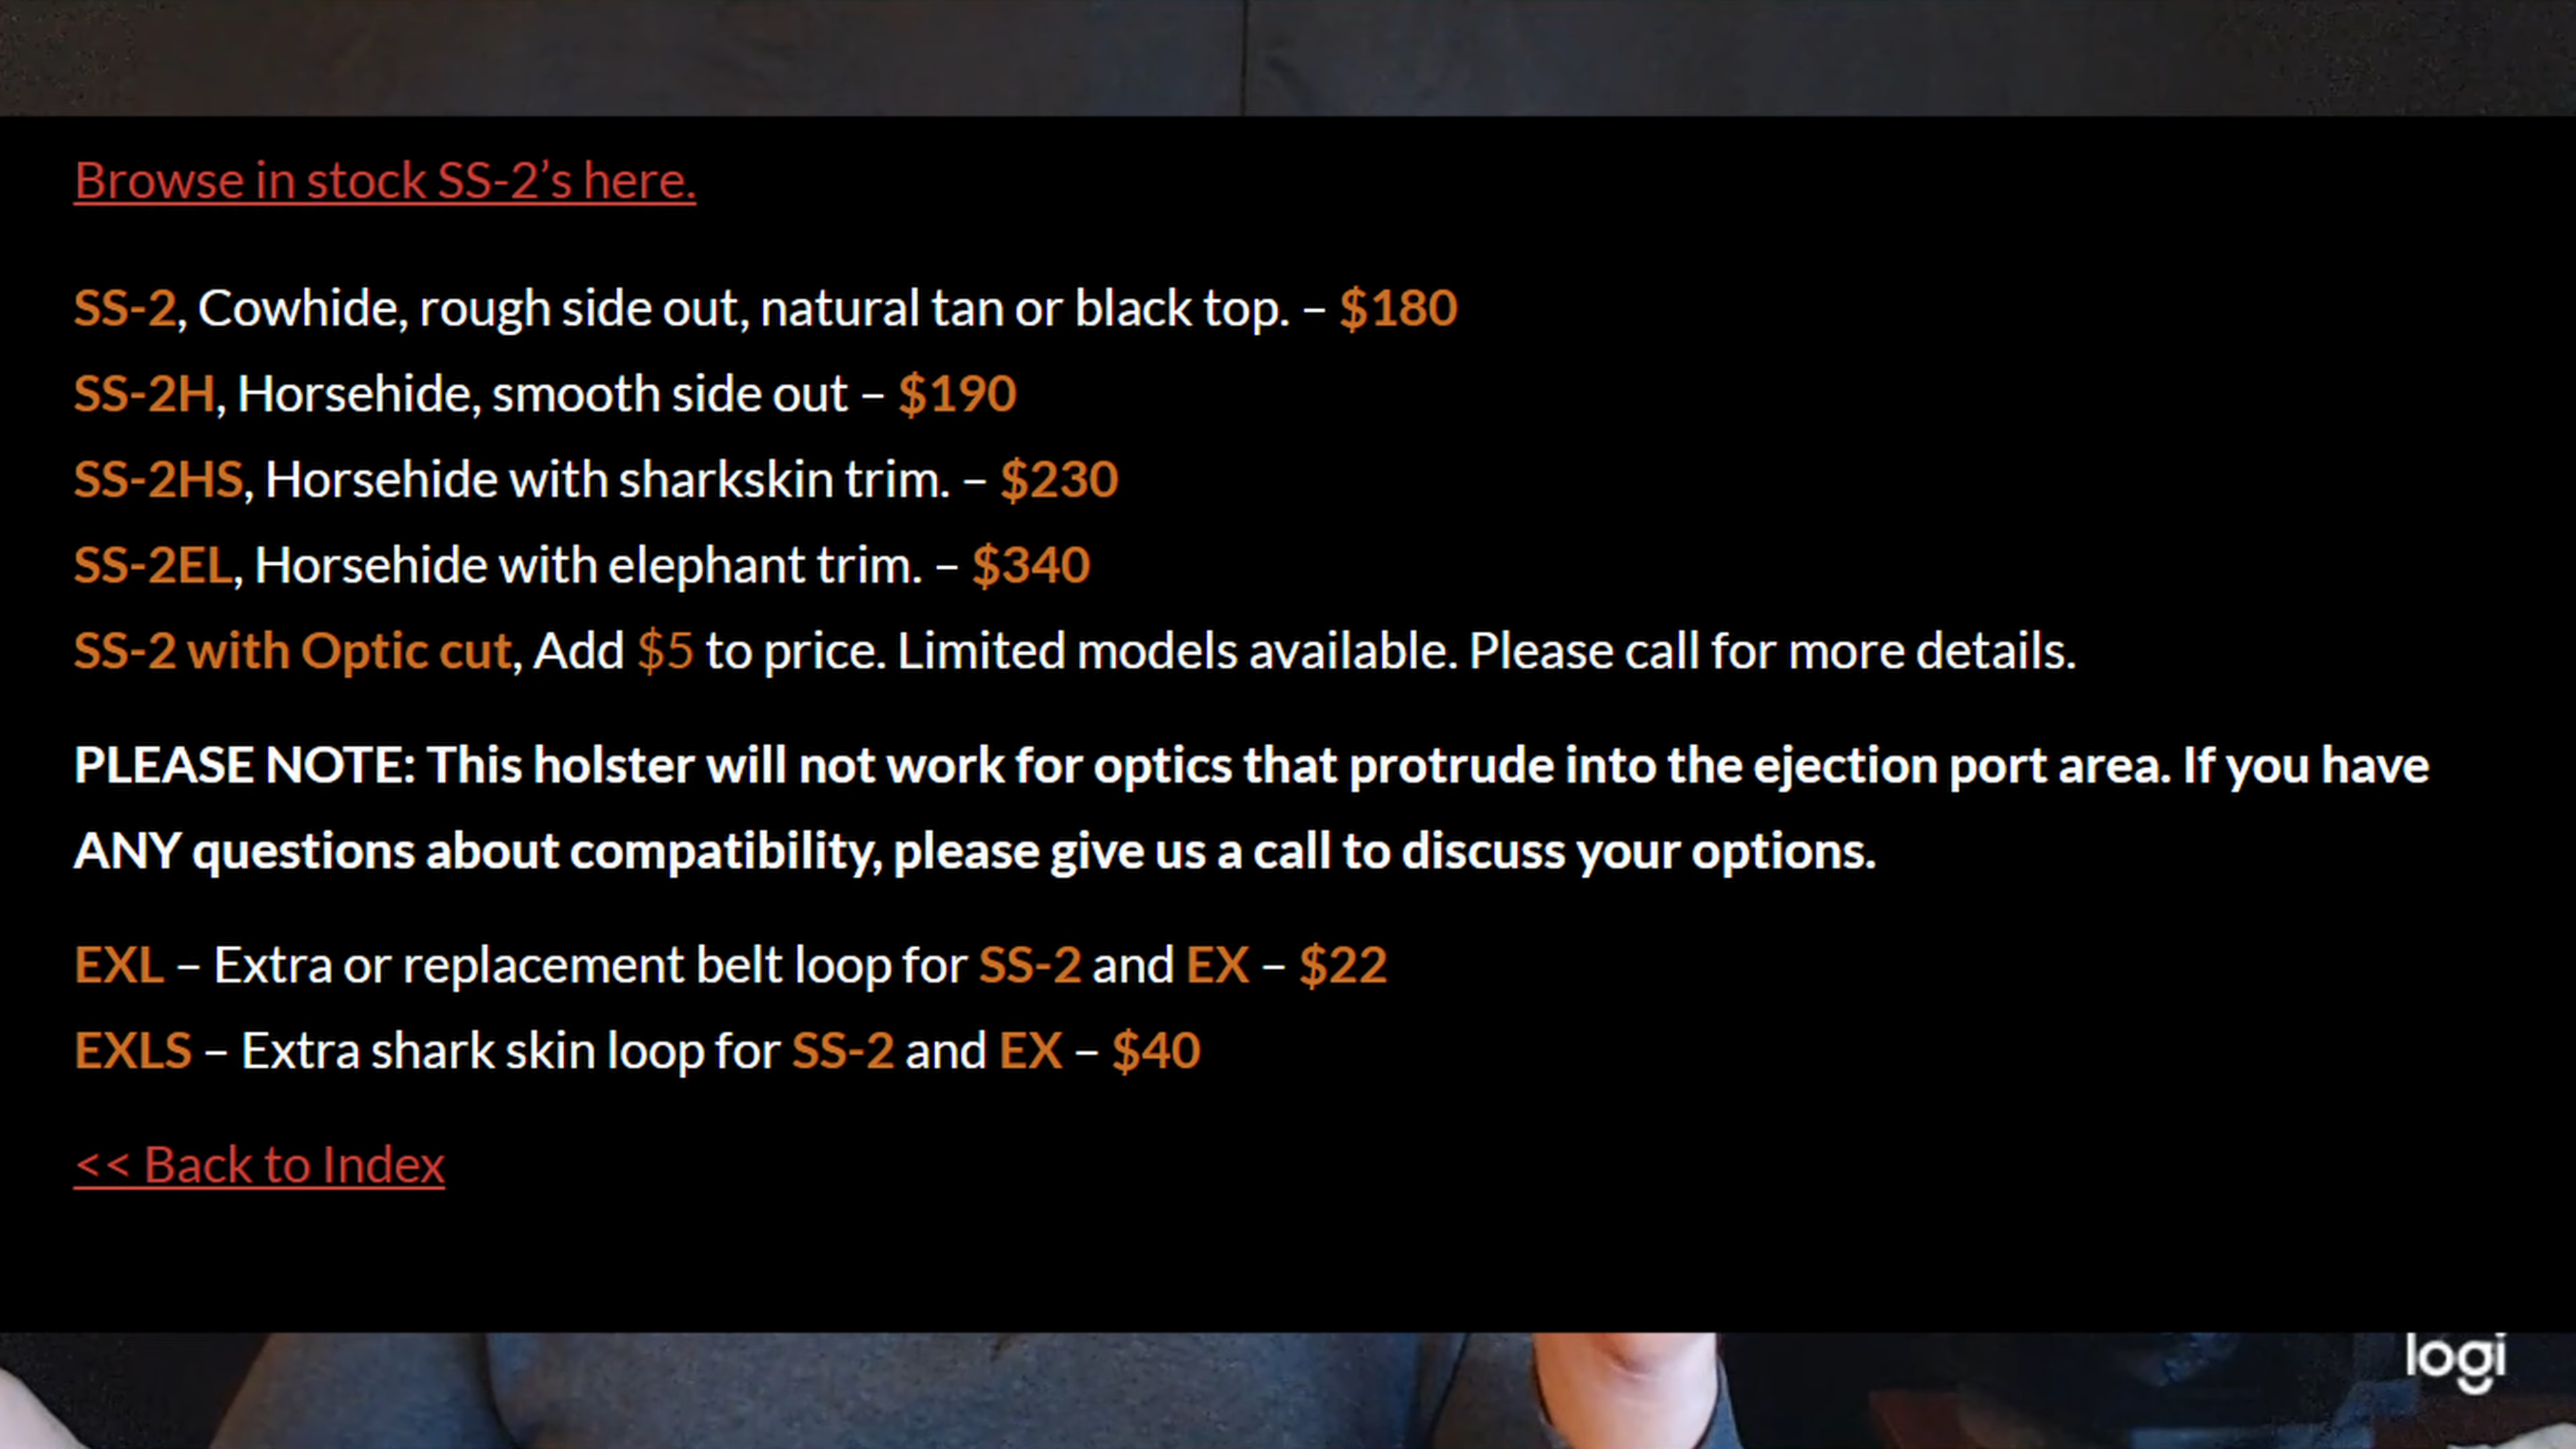 Browse in stock SS-2’s here.
SS-2, Cowhide, rough side out, natural tan or black top. – $180
SS-2H, Horsehide, smooth side out – $190
SS-2HS, Horsehide with sharkskin trim. – $230
SS-2EL, Horsehide with elephant trim. – $340
SS-2 with Optic cut, Add $5 to price. Limited models available. Please call for more details.
PLEASE NOTE: This holster will not work for optics that protrude into the ejection port area. If you have
ANY questions about compatibility, please give us a call to discuss your options.
EXL – Extra or replacement belt loop for SS-2 and EX – $22
EXLS – Extra shark skin loop for SS-2 and EX – $40
<< Back to Index
logi